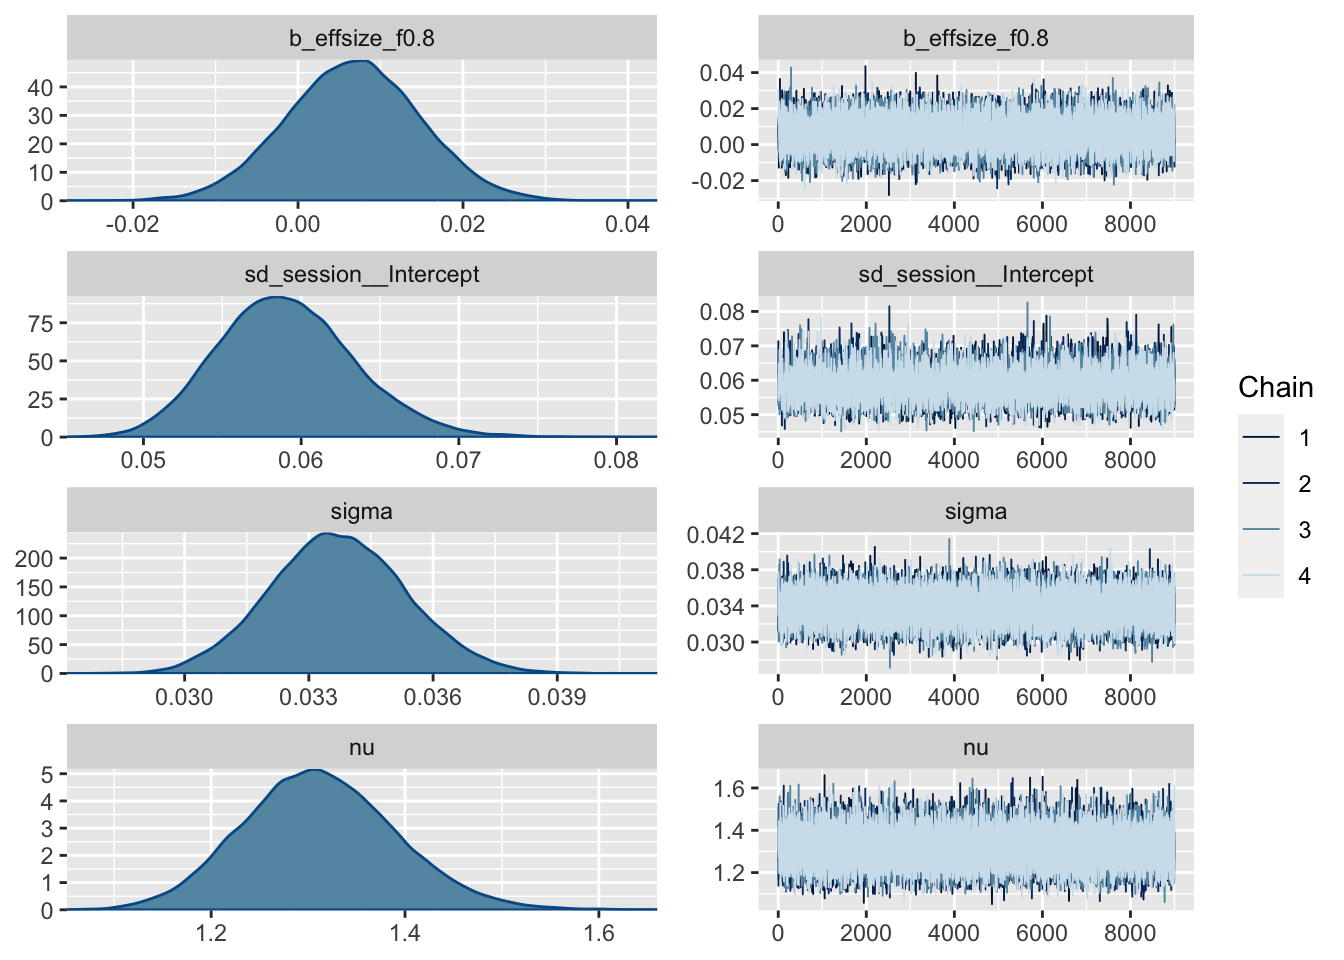 b_effsize_f0.8
40
30
20
10
0
-0.02 0.00 0.02 0.04
b_effsize_f0.8
0.04
0.02
0.00
-0.02
0 2000 4000 6000 8000
sd_session__Intercept
75
50
25
0
0.05 0.06 0.07 0.08
sd_session__Intercept
0.08
0.07
0.06
0.05
0 2000 4000 6000 8000
sigma
200
150
100
50
0
0.030 0.033 0.036 0.039
sigma
0.042
0.038
0.034
0.030
0 2000 4000 6000 8000
nu
5
4
3
2
1
0
1.2 1.4 1.6
nu
1.6
1.4
1.2
0 2000 4000 6000 8000
Chain
1
2
3
4